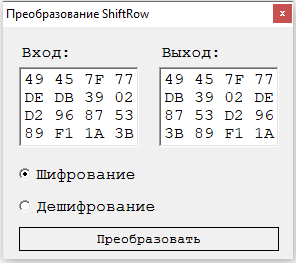 Преобразование ShiftRow
x
Вход: Выход:
49 45 7F 77 49 45 7F 77
DE DB 39 02 DB 39 02 DE
D2 96 87 53 87 53 D2 96
89 F1 1A 3B 3B 89 F1 1A
Шифрование
Дешифрование
Преобразовать